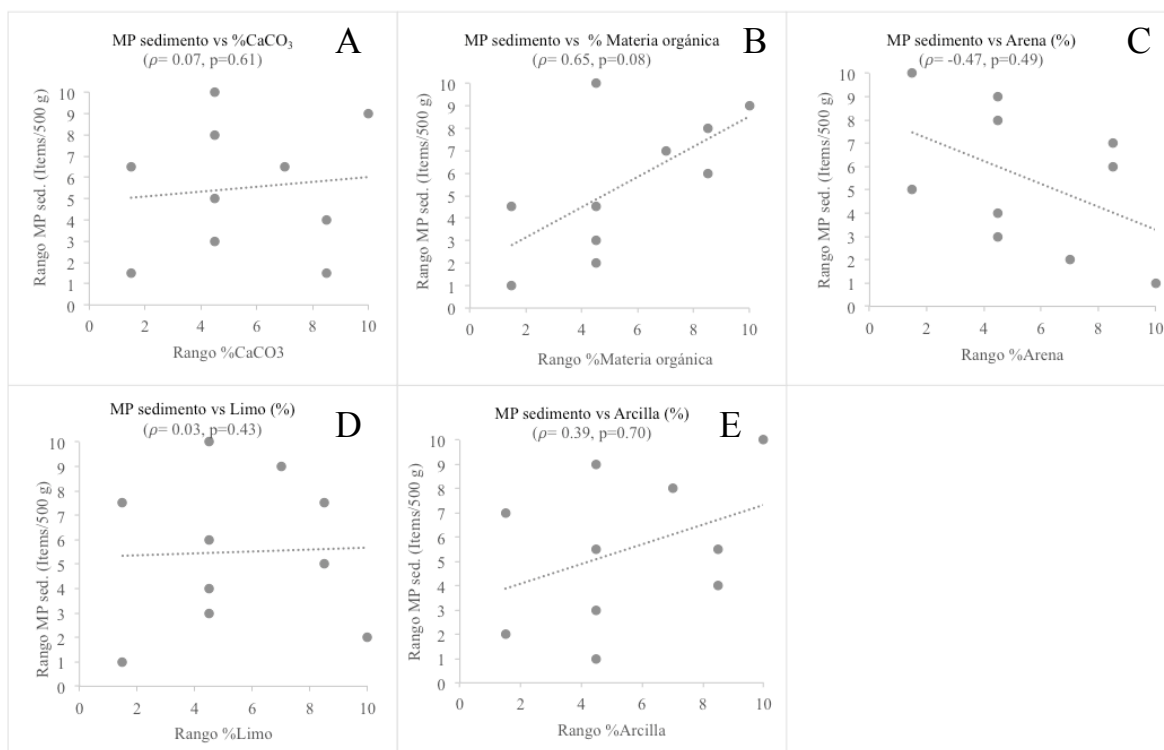 MP sedimento vs %CaCO₃
(ρ= 0.07, p=0.61)
A
Rango MP sed. (Items/500 g)
10
9
8
7
6
5
4
3
2
1
0
0 2 4 6 8 10
Rango %CaCO3
MP sedimento vs % Materia orgánica
(ρ= 0.65, p=0.08)
B
Rango MP sed. (Items/500 g)
10
9
8
7
6
5
4
3
2
1
0
0 2 4 6 8 10
Rango %Materia orgánica
MP sedimento vs Arena (%)
(ρ= -0.47, p=0.49)
C
Rango MP sed. (Items/500 g)
10
9
8
7
6
5
4
3
2
1
0
0 2 4 6 8 10
Rango %Arena
MP sedimento vs Limo (%)
(ρ= 0.03, p=0.43)
D
Rango MP sed. (Items/500 g)
10
9
8
7
6
5
4
3
2
1
0
0 2 4 6 8 10
Rango %Limo
MP sedimento vs Arcilla (%)
(ρ= 0.39, p=0.70)
E
Rango MP sed. (Items/500 g)
10
9
8
7
6
5
4
3
2
1
0
0 2 4 6 8 10
Rango %Arcilla